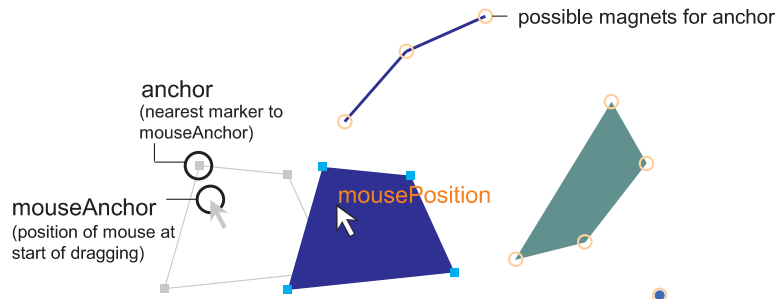 possible magnets for anchor
anchor
(nearest marker to
mouseAnchor)
mousePosition
mouseAnchor
(position of mouse at
start of dragging)